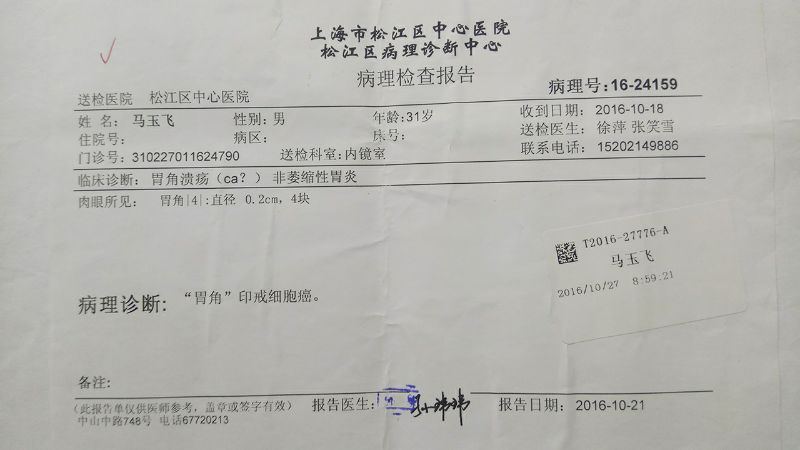 上海市松江区中心医院
松江区病理诊断中心
病理检查报告
病理号:16-24159
送检医院 松江区中心医院
姓 名: 马玉飞 性别: 男 年龄:31岁 收到日期: 2016-10-18
住院号: 病区: 床号: 送检医生: 徐萍 张笑雪
门诊号: 310227011624790 送检科室:内镜室 联系电话: 15202149886
临床诊断: 胃角溃疡（ca？） 非萎缩性胃炎
肉眼所见: 胃角|4|:直径 0.2cm，4块
T2016-27776-A
马玉飞
2016/10/27 8:59:21
病理诊断: “胃角”印戒细胞癌。
备注:
(此报告单仅供医师参考，盖章或签字有效) 报告医生: 报告日期: 2016-10-21
中山中路748号 电话67720213